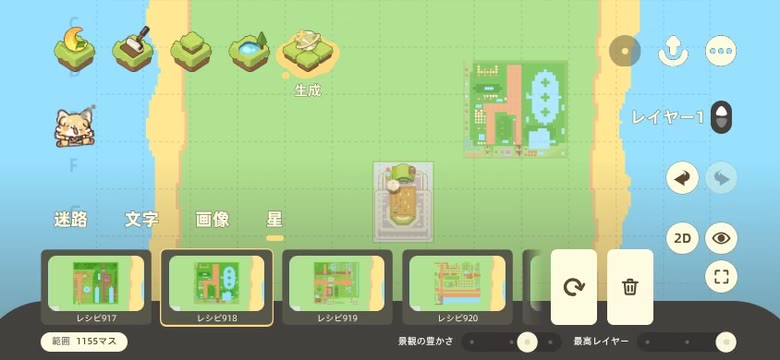 生成
レイヤー1
F
迷路
文字
画像
星
2D
レシピ917
レシピ918
レシピ919
レシピ920
範囲 1155マス
景観の豊かさ
最高レイヤー